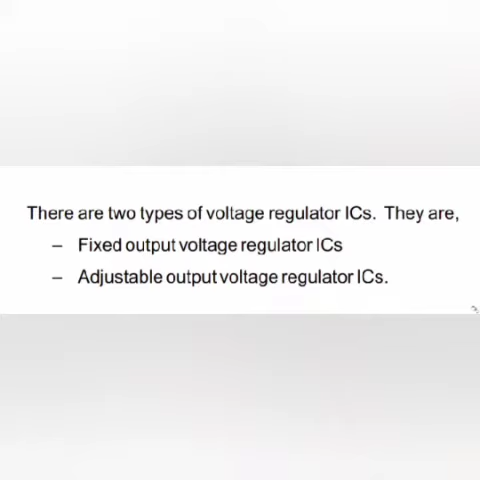 There are two types of voltage regulator ICs. They are,
– Fixed output voltage regulator ICs
– Adjustable output voltage regulator ICs.